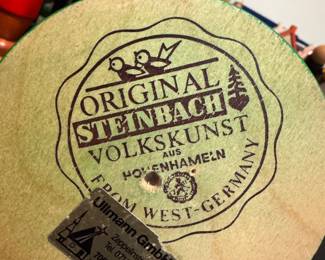 ORIGINAL
STEINBACH
VOLKSKUNST
AUS
HOHENHAMELN
FROM WEST-GERMANY
Ullmann GmbH